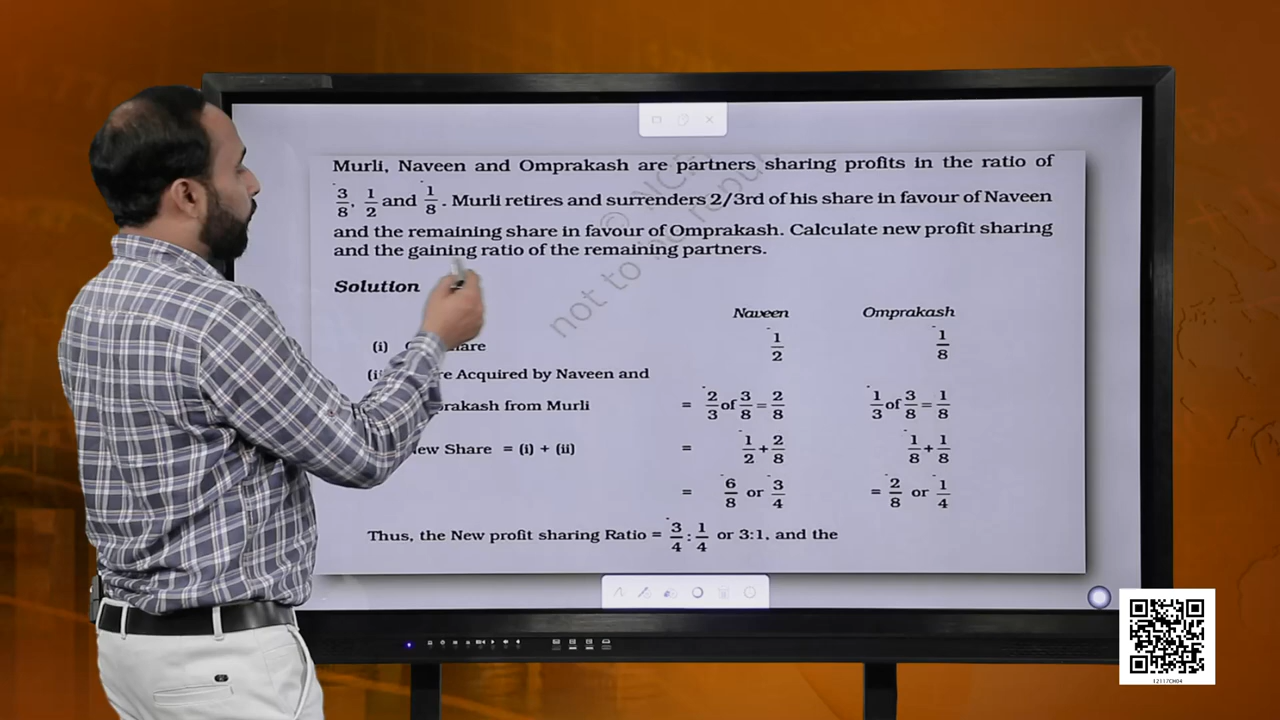 Murli, Naveen and Omprakash are partners sharing profits in the ratio of
3/8, 1/2 and 1/8. Murli retires and surrenders 2/3rd of his share in favour of Naveen
and the remaining share in favour of Omprakash. Calculate new profit sharing
and the gaining ratio of the remaining partners.
not to be
Solution
Naveen Omprakash
(i) 1/2 1/8
Acquired by Naveen and
from Murli = 2/3 of 3/8 = 2/8 1/3 of 3/8 = 1/8
Share = (i) + (ii) = 1/2 + 2/8 1/8 + 1/8
= 6/8 or 3/4 = 2/8 or 1/4
Thus, the New profit sharing Ratio = 3/4 : 1/4 or 3:1, and the
12117CH04